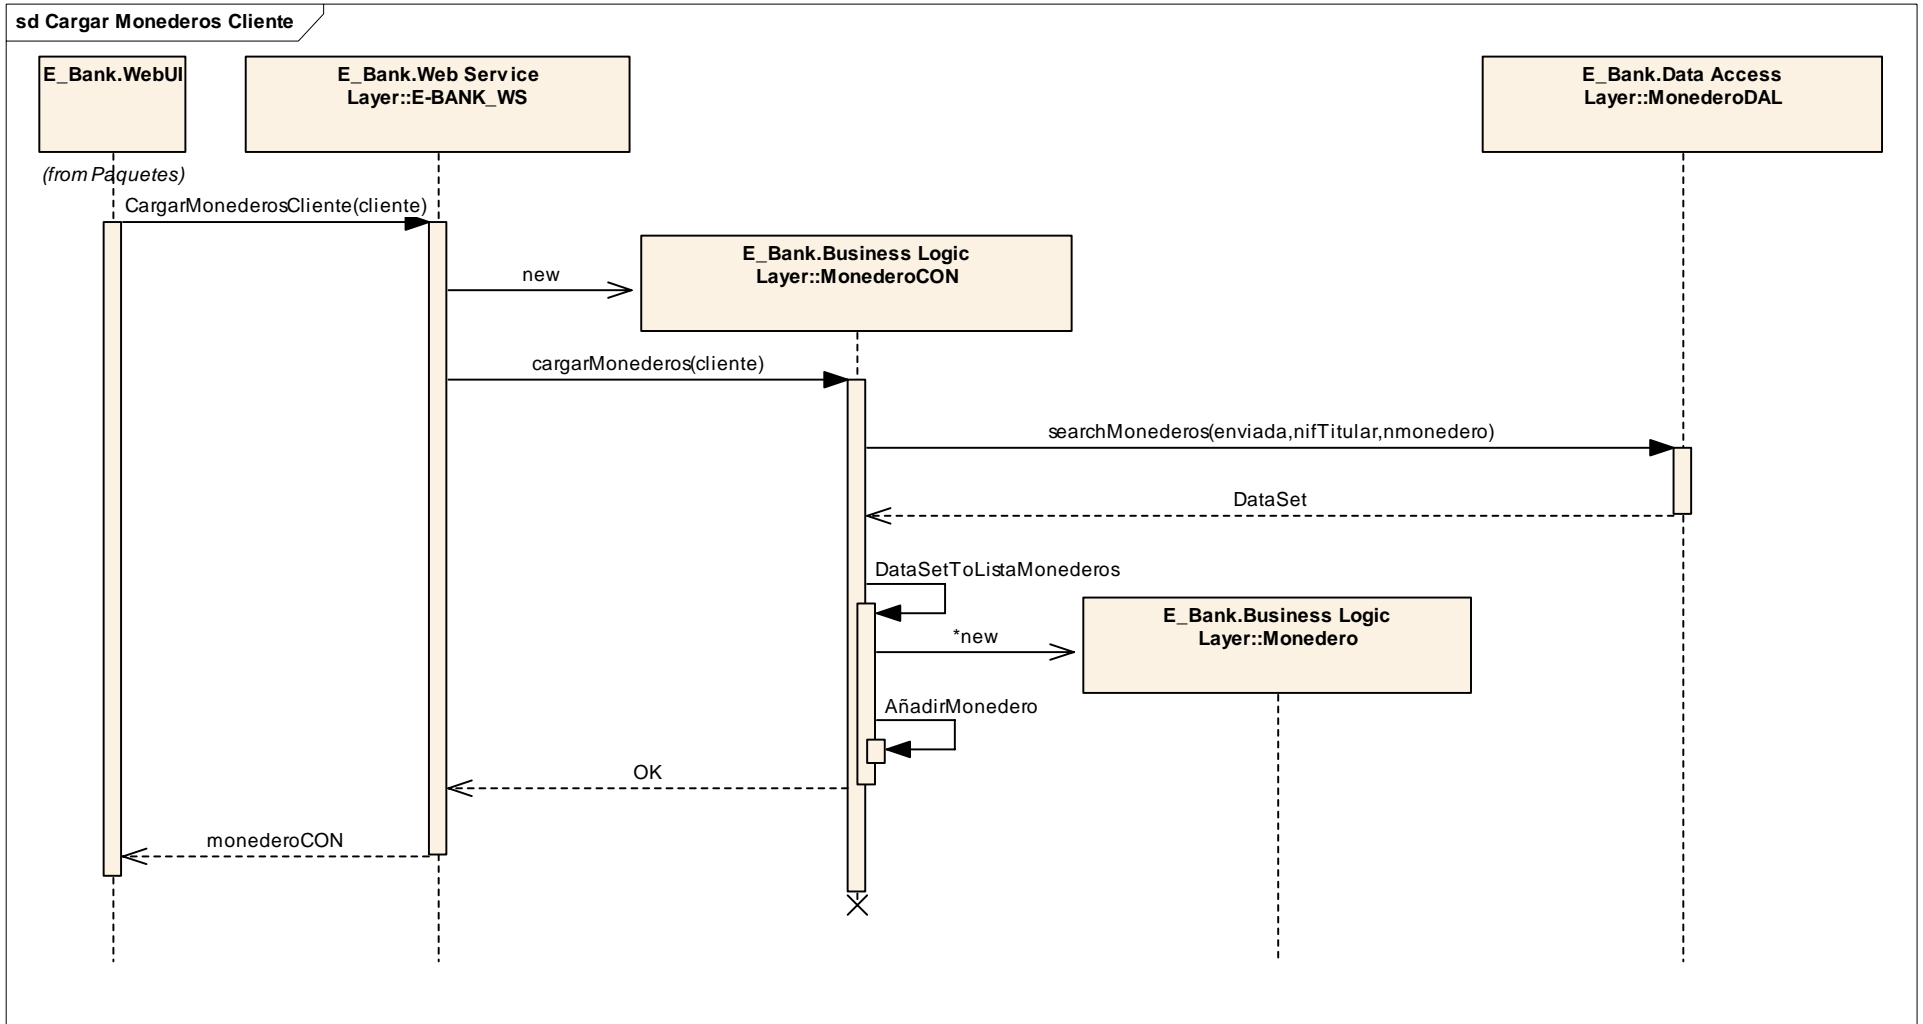 sd Cargar Monederos Cliente
E_Bank.WebUI
E_Bank.Web Service
Layer::E-BANK_WS
E_Bank.Data Access
Layer::MonederoDAL
(from Paquetes)
CargarMonederosCliente(cliente)
E_Bank.Business Logic
Layer::MonederoCON
new
cargarMonederos(cliente)
searchMonederos(enviada,nifTitular,nmonedero)
DataSet
DataSetToListaMonederos
E_Bank.Business Logic
Layer::Monedero
*new
AñadirMonedero
OK
monederoCON